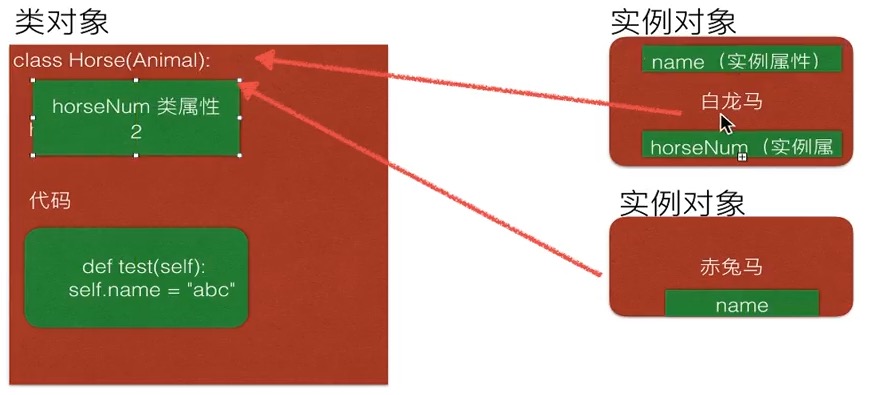 类对象
class Horse(Animal):
horseNum 类属性
2
代码
def test(self):
self.name = "abc"
实例对象
name（实例属性）
白龙马
horseNum（实例属
实例对象
赤兔马
name